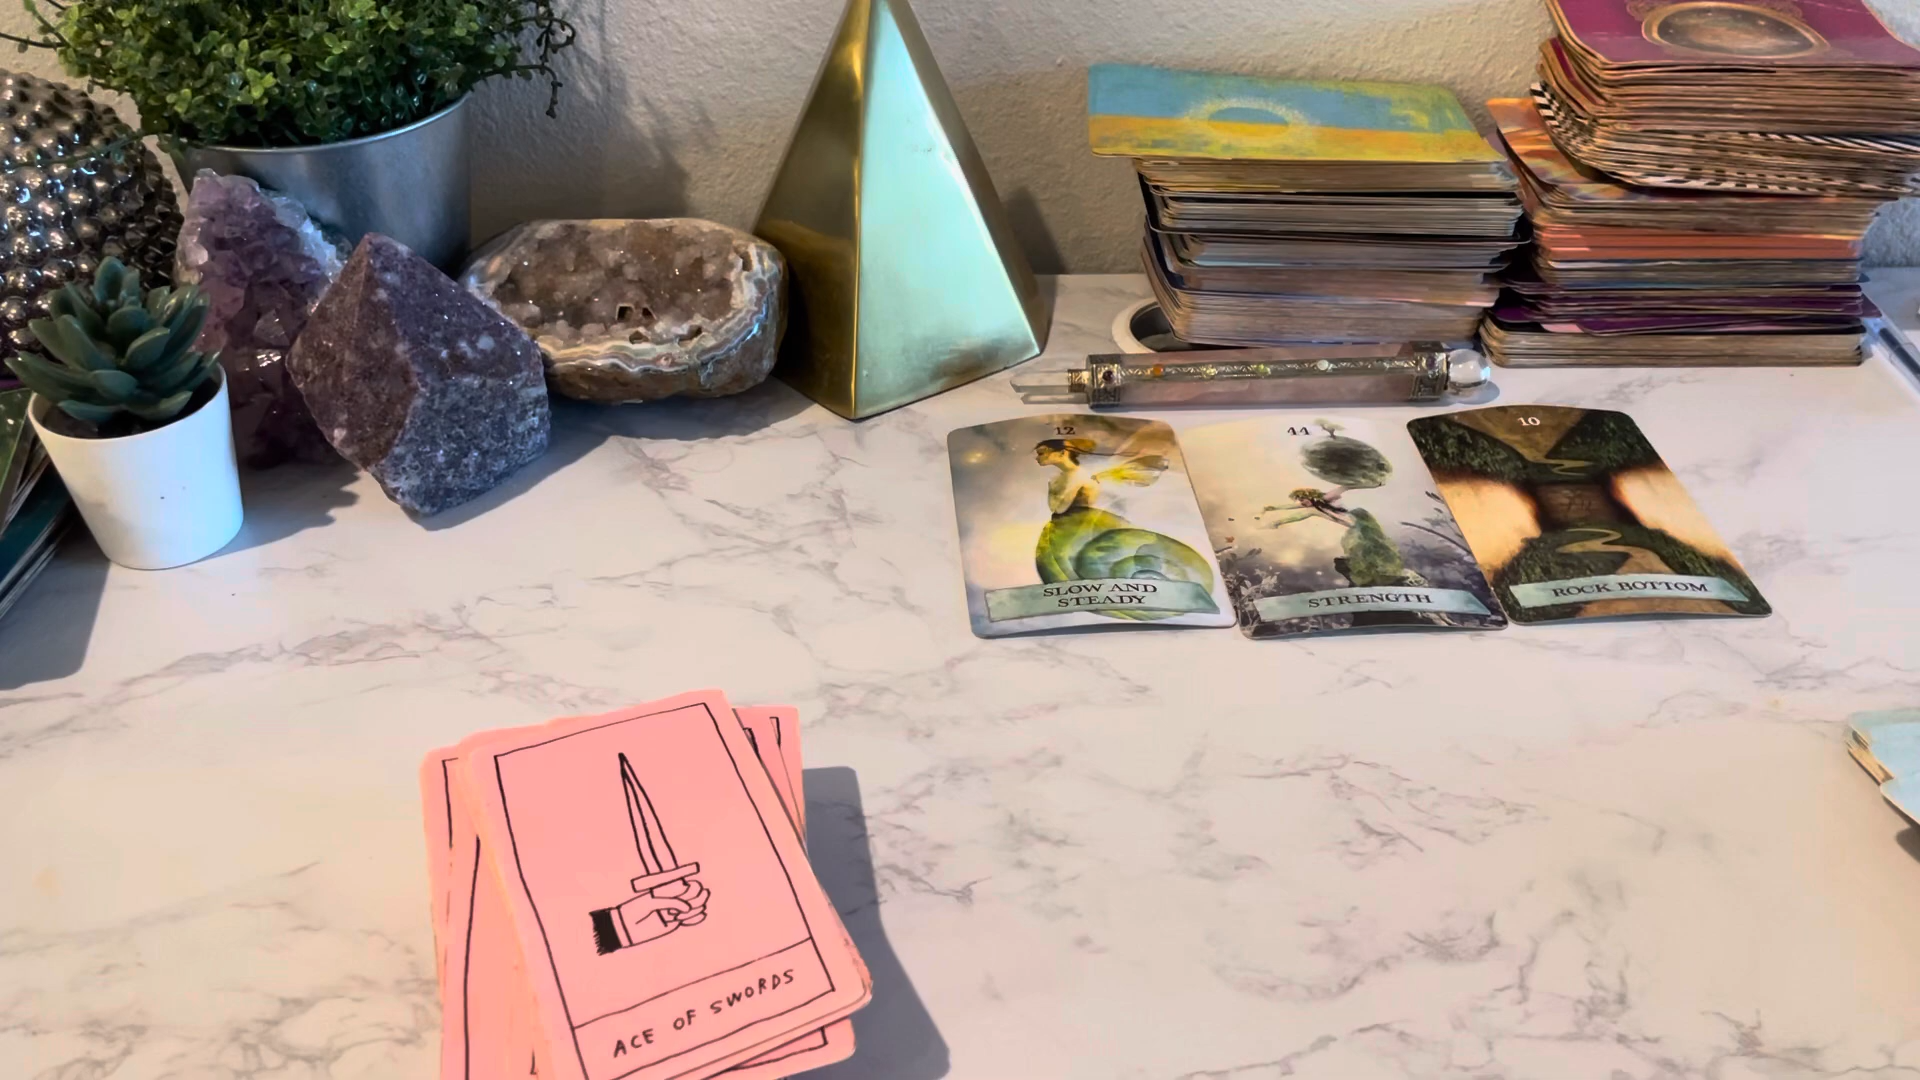 12
SLOW AND
STEADY
44
STRENGTH
10
ROCK BOTTOM
ACE OF SWORDS